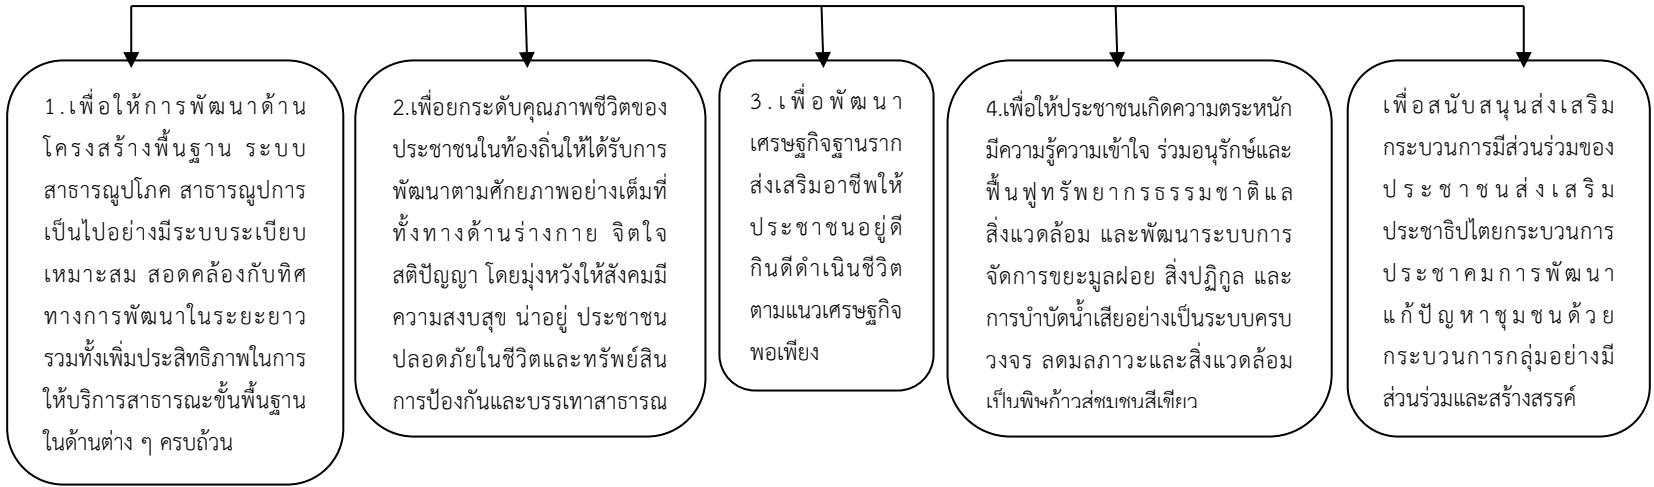 1.เพื่อให้การพัฒนาด้าน
โครงสร้างพื้นฐาน ระบบ
สาธารณูปโภค สาธารณูปการ
เป็นไปอย่างมีระบบระเบียบ
เหมาะสม สอดคล้องกับทิศ
ทางการพัฒนาในระยะยาว
รวมทั้งเพิ่มประสิทธิภาพในการ
ให้บริการสาธารณะขั้นพื้นฐาน
ในด้านต่าง ๆ ครบถ้วน
2.เพื่อยกระดับคุณภาพชีวิตของ
ประชาชนในท้องถิ่นให้ได้รับการ
พัฒนาตามศักยภาพอย่างเต็มที่
ทั้งทางด้านร่างกาย จิตใจ
สติปัญญา โดยมุ่งหวังให้สังคมมี
ความสงบสุข น่าอยู่ ประชาชน
ปลอดภัยในชีวิตและทรัพย์สิน
การป้องกันและบรรเทาสาธารณ
3.เพื่อพัฒนา
เศรษฐกิจฐานราก
ส่งเสริมอาชีพให้
ประชาชนอยู่ดี
กินดีดำเนินชีวิต
ตามแนวเศรษฐกิจ
พอเพียง
4.เพื่อให้ประชาชนเกิดความตระหนัก
มีความรู้ความเข้าใจ ร่วมอนุรักษ์และ
ฟื้นฟูทรัพยากรธรรมชาติแล
สิ่งแวดล้อม และพัฒนาระบบการ
จัดการขยะมูลฝอย สิ่งปฏิกูล และ
การบำบัดน้ำเสียอย่างเป็นระบบครบ
วงจร ลดมลภาวะและสิ่งแวดล้อม
เป็นพิษก้าวสู่ชุมชนสีเขียว
เพื่อสนับสนุนส่งเสริม
กระบวนการมีส่วนร่วมของ
ประชาชนส่งเสริม
ประชาธิปไตยกระบวนการ
ประชาคมการพัฒนา
แก้ปัญหาชุมชนด้วย
กระบวนการกลุ่มอย่างมี
ส่วนร่วมและสร้างสรรค์